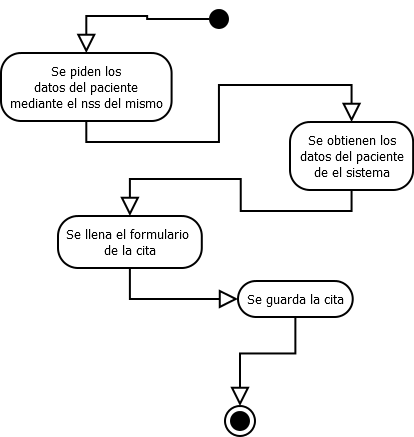 Se piden los
datos del paciente
mediante el nss del mismo
Se obtienen los
datos del paciente
de el sistema
Se llena el formulario
de la cita
Se guarda la cita